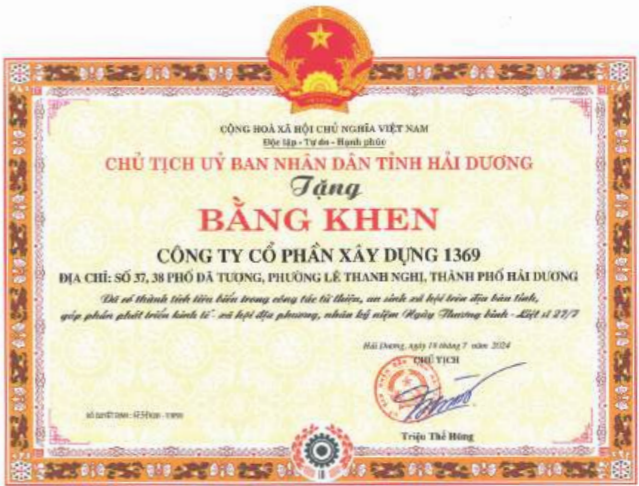 CỘNG HOÀ XÃ HỘI CHỦ NGHĨA VIỆT NAM
Độc lập - Tự do - Hạnh phúc
CHỦ TỊCH UỶ BAN NHÂN DÂN TỈNH HẢI DƯƠNG
Tặng
BẰNG KHEN
CÔNG TY CỔ PHẦN XÂY DỰNG 1369
ĐỊA CHỈ: SỐ 37, 38 PHỐ DÃ TƯỢNG, PHƯỜNG LÊ THANH NGHỊ, THÀNH PHỐ HẢI DƯƠNG
Đã có thành tích tiêu biểu trong công tác từ thiện, an sinh xã hội trên địa bàn tỉnh,
góp phần phát triển kinh tế - xã hội địa phương, nhân kỷ niệm Ngày Thương binh - Liệt sĩ 27/7
Hải Dương, ngày 18 tháng 7 năm 2024
CHỦ TỊCH
Triệu Thế Hùng